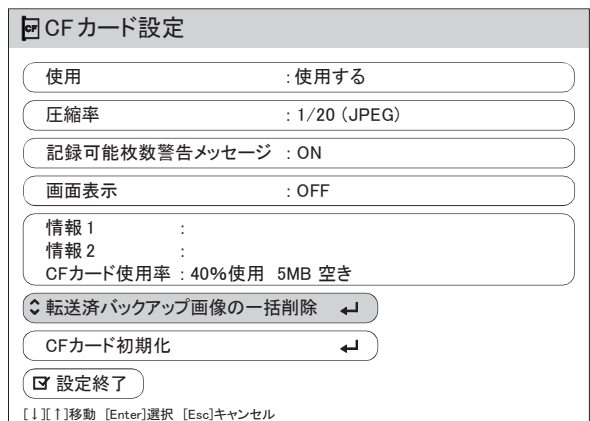 CF CFカード設定
使用 :使用する
圧縮率 :1/20 (JPEG)
記録可能枚数警告メッセージ :ON
画面表示 :OFF
情報1 :
情報2 :
CFカード使用率 :40%使用 5MB 空き
転送済バックアップ画像の一括削除 ↵
CFカード初期化 ↵
設定終了
[↓][↑]移動 [Enter]選択 [Esc]キャンセル